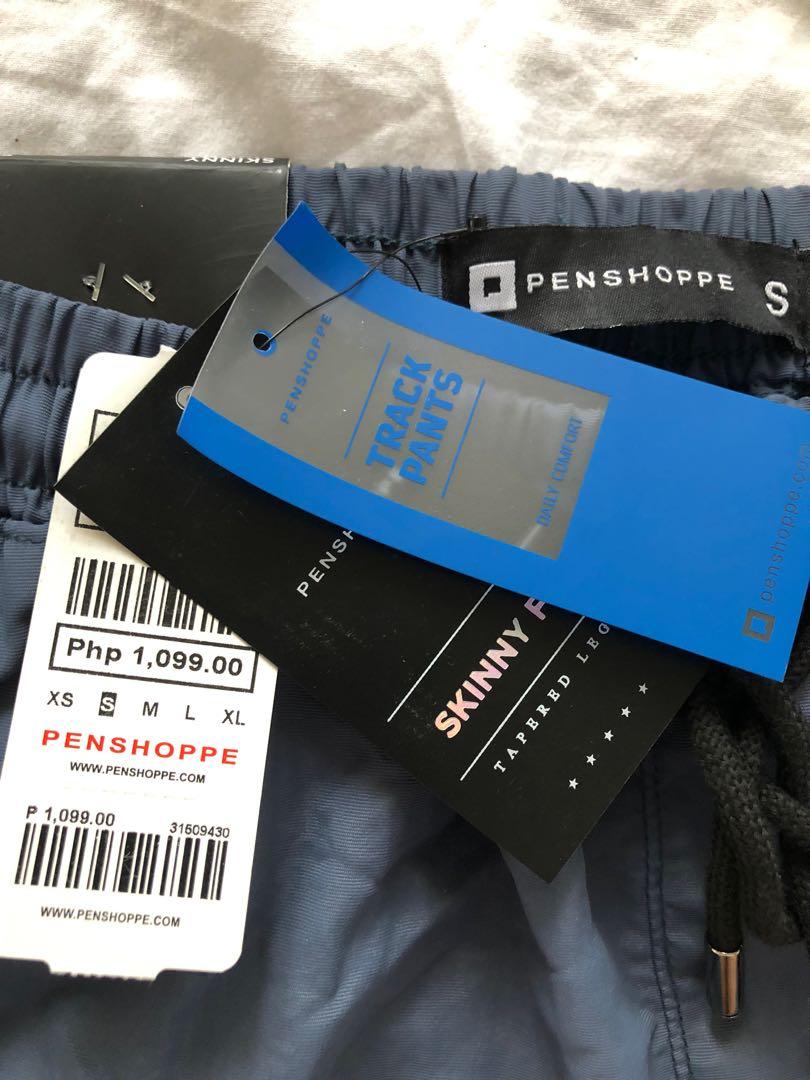 SKINNY
PENSHOPPE S
PENSHOPPE
TRACK
PANTS
DAILY COMFORT
penshoppe.com
SKINNY
TAPERED LEG
Php 1,099.00
XS S M L XL
PENSHOPPE
WWW.PENSHOPPE.COM
₱ 1,099.00 31509430
WWW.PENSHOPPE.COM